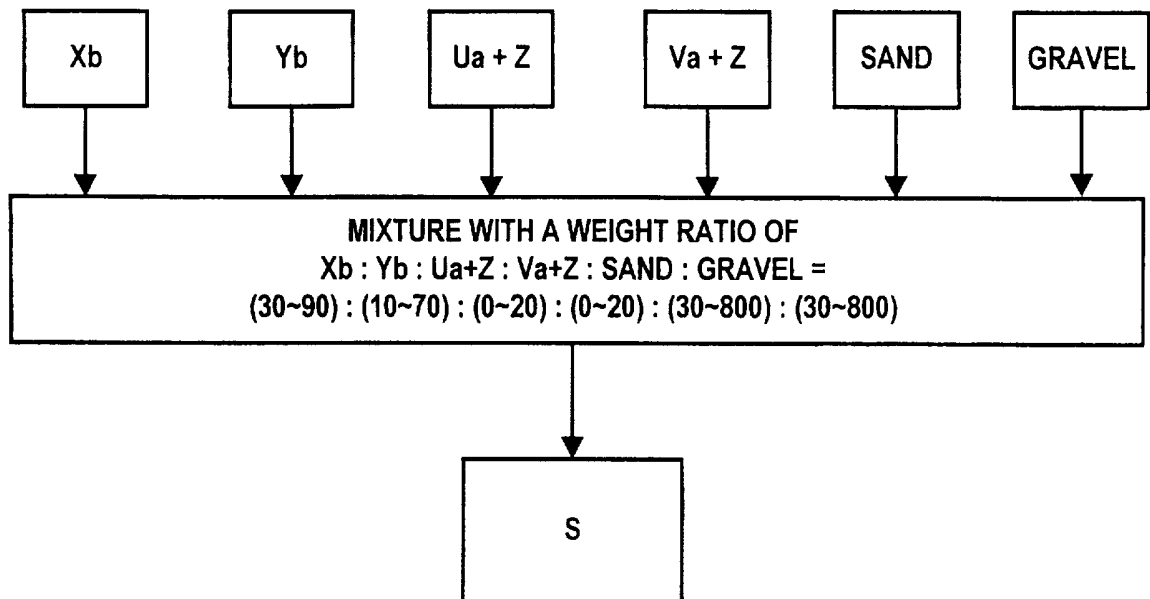 Xb Yb Ua + Z Va + Z SAND GRAVEL
MIXTURE WITH A WEIGHT RATIO OF
Xb : Yb : Ua+Z : Va+Z : SAND : GRAVEL =
(30~90) : (10~70) : (0~20) : (0~20) : (30~800) : (30~800)
S